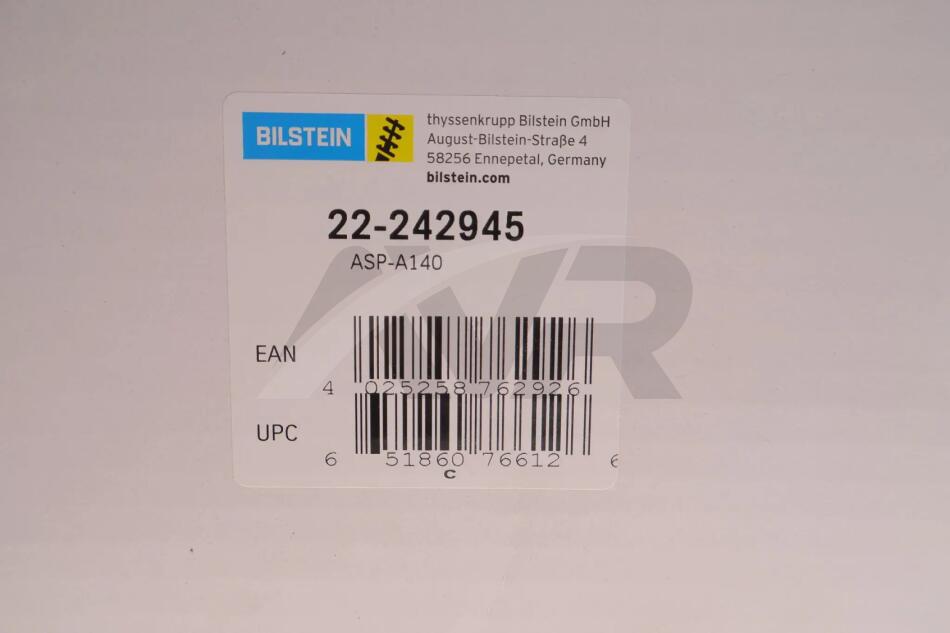 BILSTEIN
thyssenkrupp Bilstein GmbH
August-Bilstein-Straße 4
58256 Ennepetal, Germany
bilstein.com
22-242945
ASP-A140
AVR
EAN
4 025258 762926
UPC
6 51860 76612 6
C